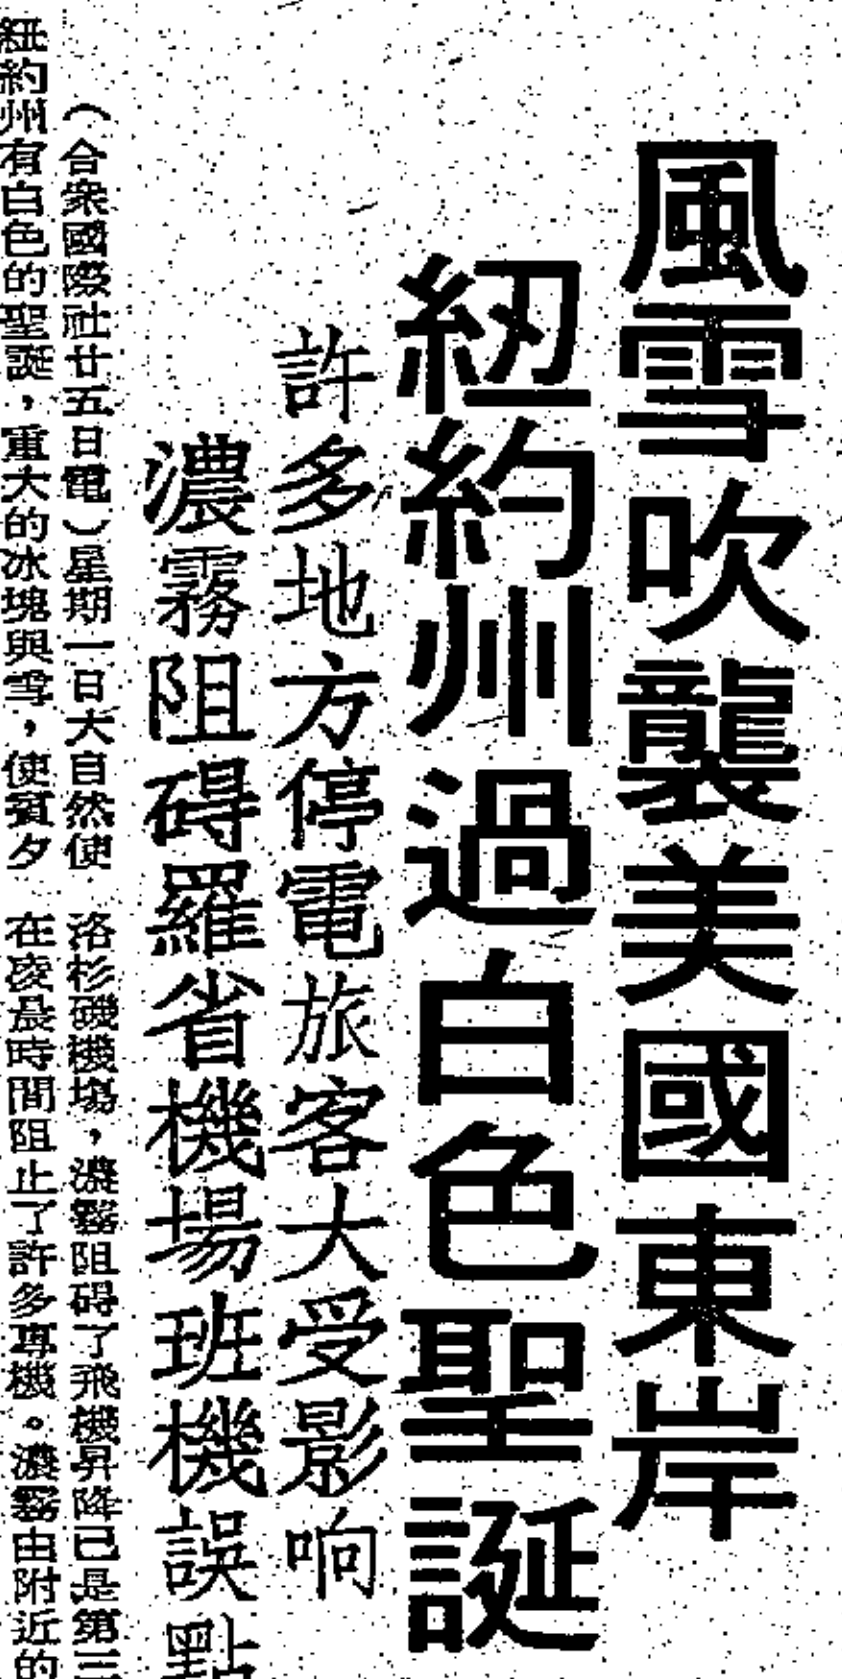 風雪吹襲美國東岸
紐約州過白色聖誕
許多地方停電旅客大受影响
濃霧阻碍羅省機場班機誤點
（合衆國際社廿五日電）星期一日大自然使
紐約州有白色的聖誕，重大的冰塊與雪，使賓夕
洛杉磯機塲，濃霧阻碍了飛機昇降已是第三
在凌晨時間阻止了許多專機。濃霧由附近的